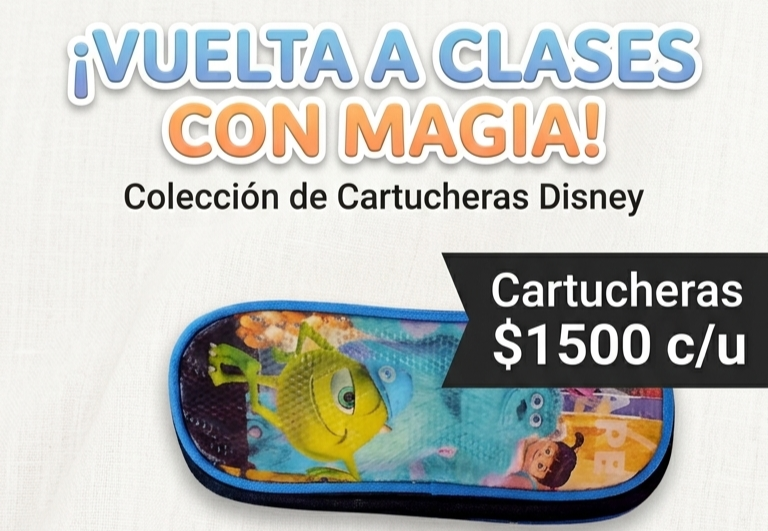 ¡VUELTA A CLASES
CON MAGIA!
Colección de Cartucheras Disney
Cartucheras
$1500 c/u